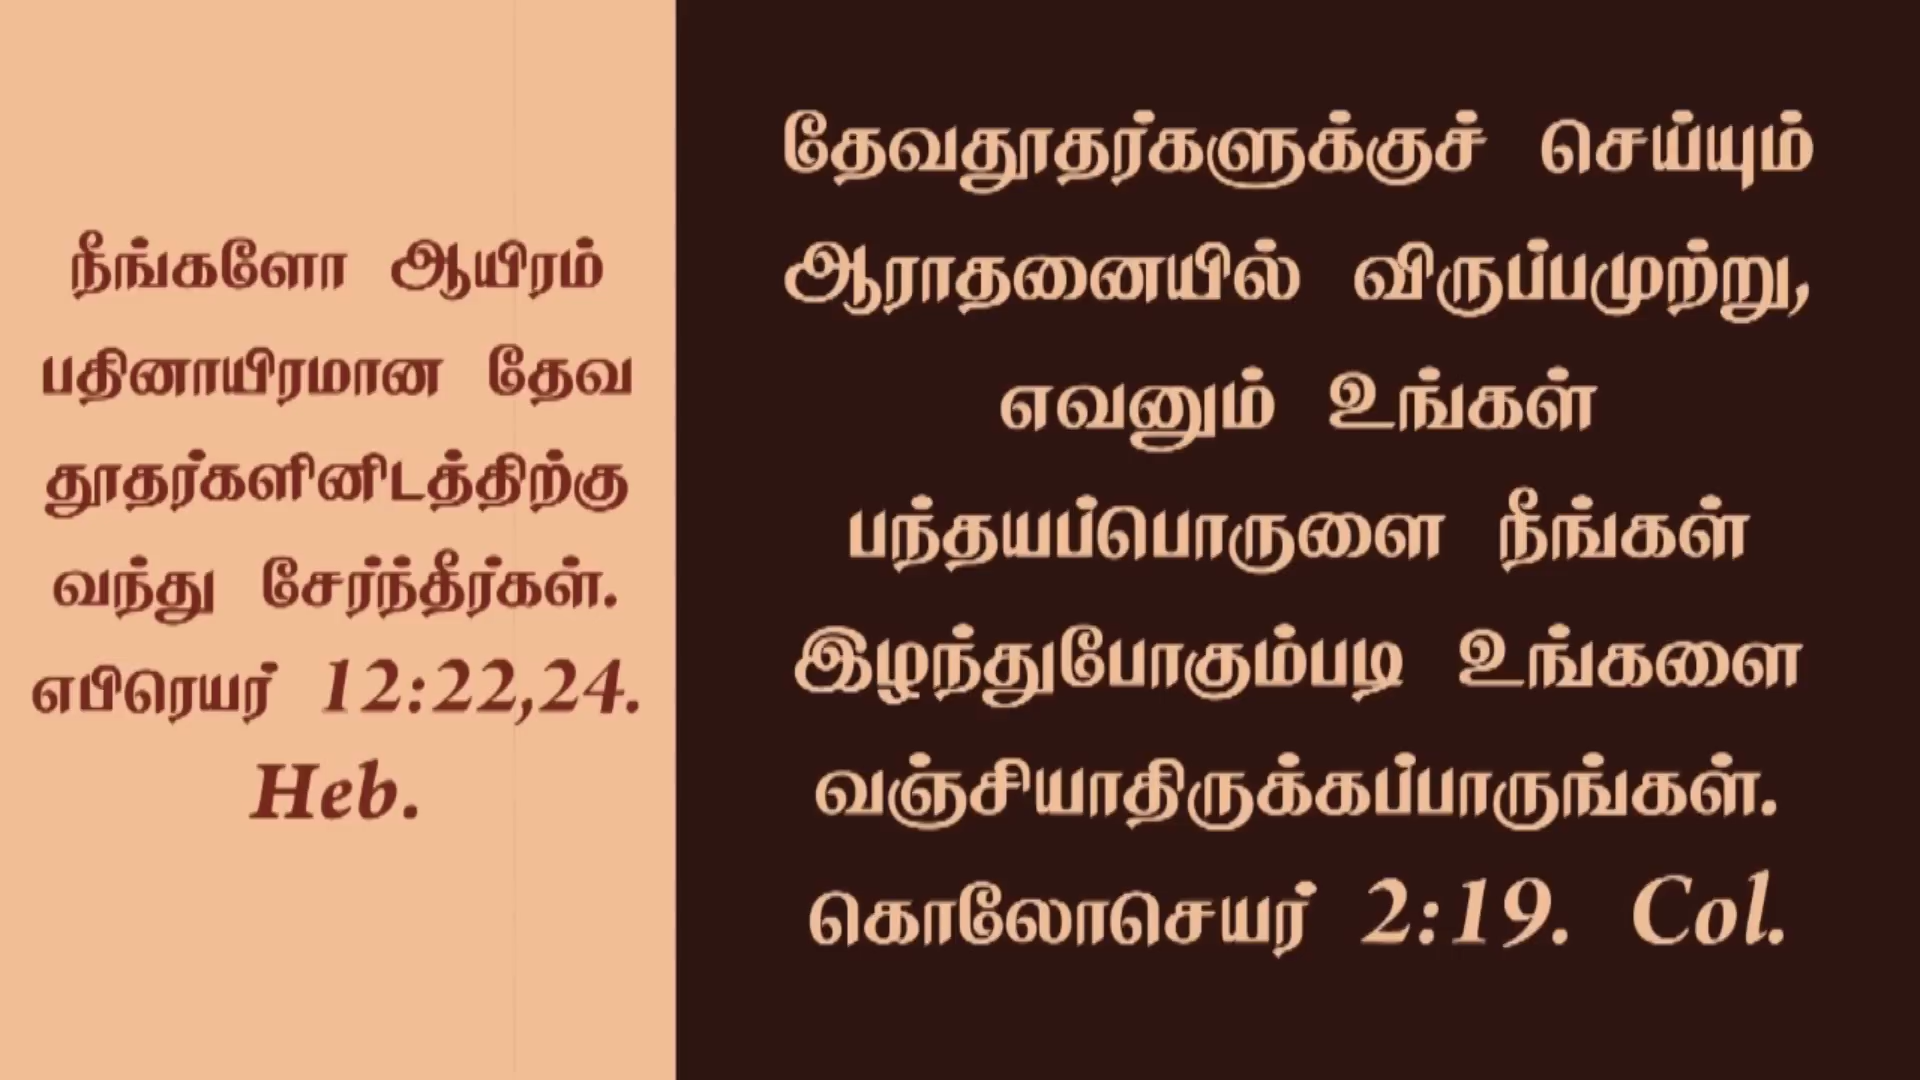 நீங்களோ ஆயிரம்
பதினாயிரமான தேவ
தூதர்களினிடத்திற்கு
வந்து சேர்ந்தீர்கள்.
எபிரெயர் 12:22,24.
Heb.
தேவதூதர்களுக்குச் செய்யும்
ஆராதனையில் விருப்பமுற்று,
எவனும் உங்கள்
பந்தயப்பொருளை நீங்கள்
இழந்துபோகும்படி உங்களை
வஞ்சியாதிருக்கப்பாருங்கள்.
கொலோசெயர் 2:19. Col.